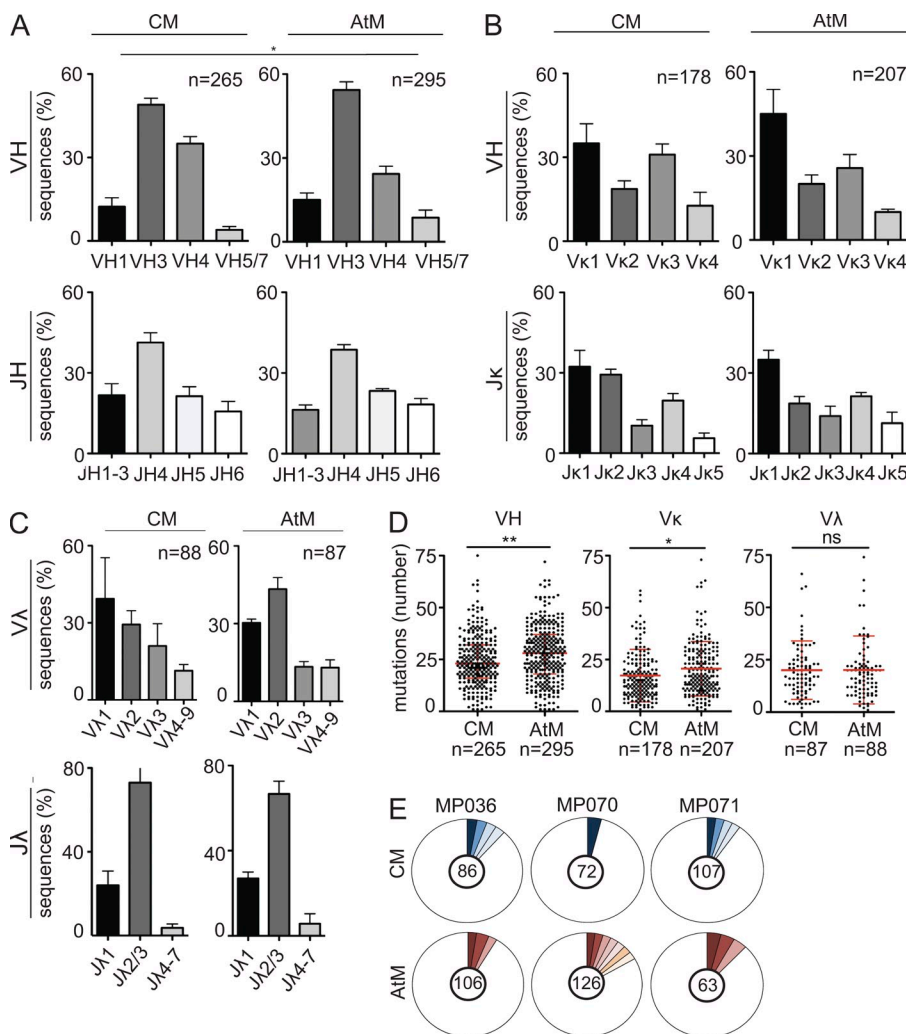 A
CM
AtM
*
VH
sequences (%)
60
30
0
n=265
VH1 VH3 VH4 VH5/7
60
30
0
n=295
VH1 VH3 VH4 VH5/7
JH
sequences (%)
60
30
0
JH1-3 JH4 JH5 JH6
60
30
0
JH1-3 JH4 JH5 JH6
B
CM
AtM
VH
sequences (%)
60
30
0
n=178
Vκ1 Vκ2 Vκ3 Vκ4
60
30
0
n=207
Vκ1 Vκ2 Vκ3 Vκ4
Jκ
sequences (%)
60
30
0
Jκ1 Jκ2 Jκ3 Jκ4 Jκ5
60
30
0
Jκ1 Jκ2 Jκ3 Jκ4 Jκ5
C
CM
AtM
Vλ
sequences (%)
60
30
0
n=88
Vλ1 Vλ2 Vλ3 Vλ4-9
60
30
0
n=87
Vλ1 Vλ2 Vλ3 Vλ4-9
Jλ
sequences (%)
80
40
0
Jλ1 Jλ2/3 Jλ4-7
80
40
0
Jλ1 Jλ2/3 Jλ4-7
D
mutations (number)
VH
**
75
50
25
0
CM AtM
n=265 n=295
Vκ
*
75
50
25
0
CM AtM
n=178 n=207
Vλ
ns
75
50
25
0
CM AtM
n=87 n=88
E
MP036 MP070 MP071
CM
86 72 107
AtM
106 126 63